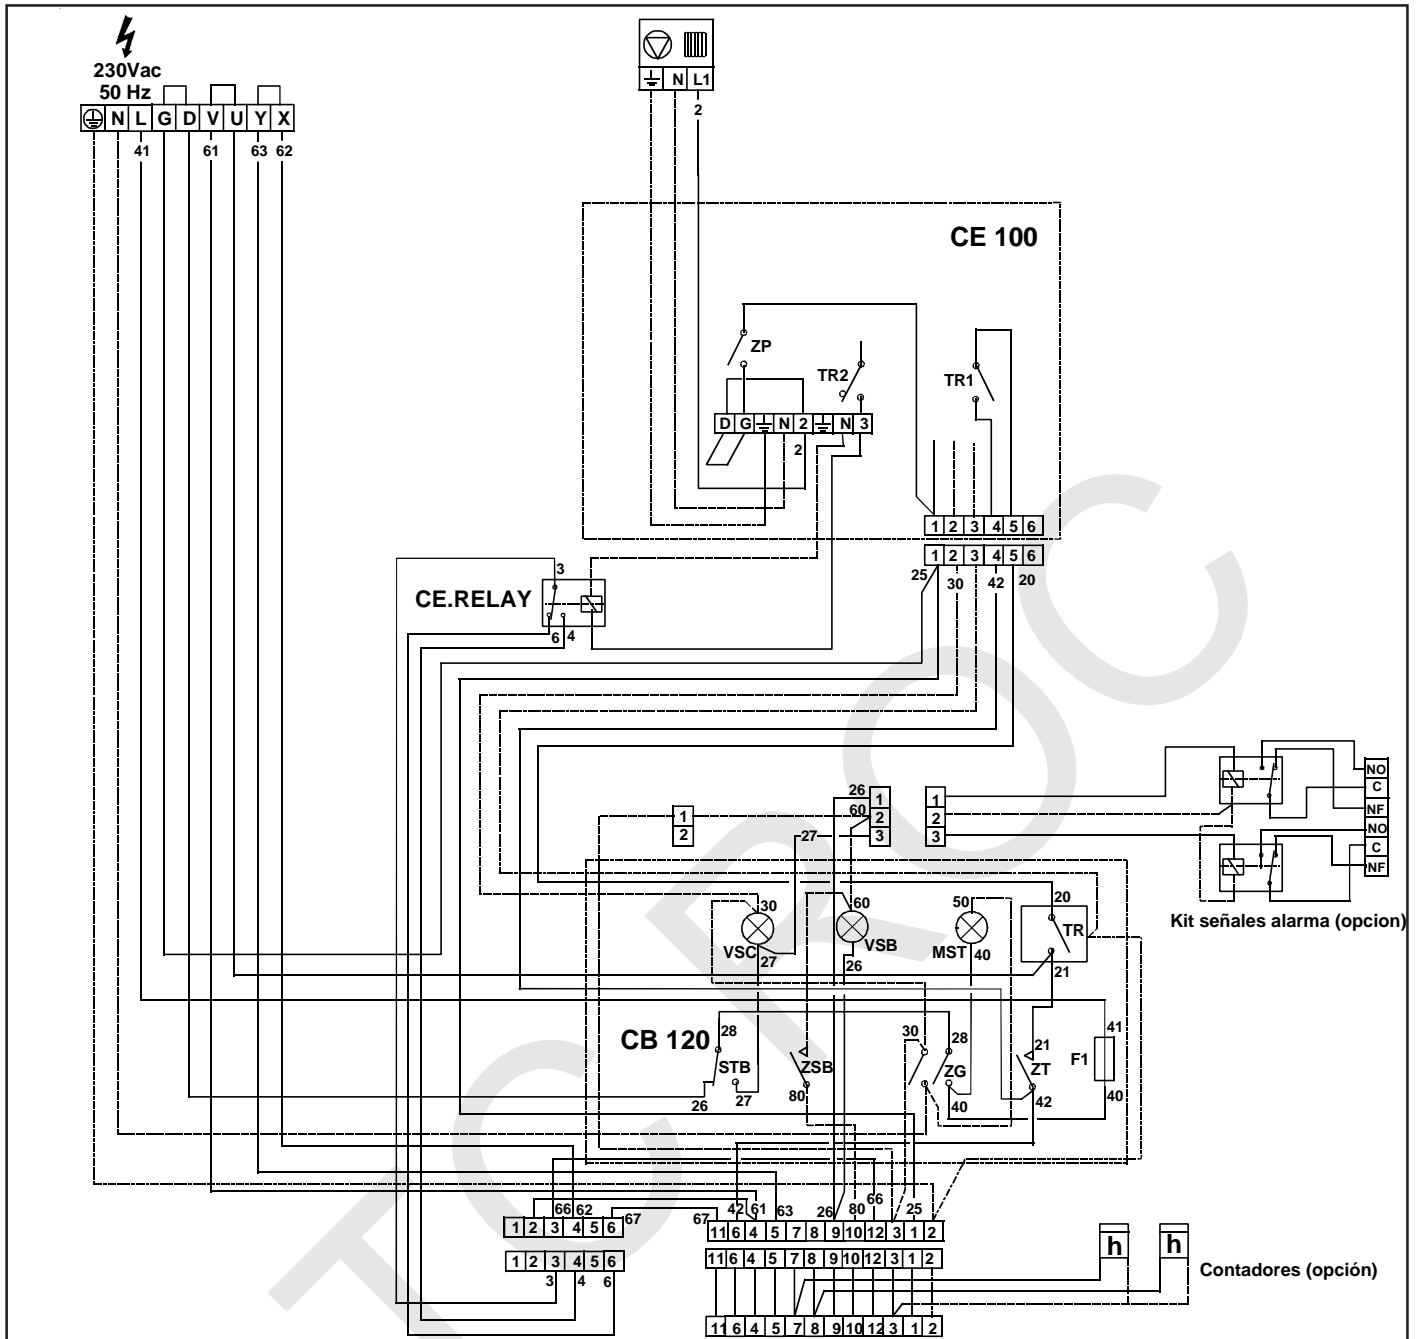 230Vac
50 Hz
N L G D V U Y X
41 61 63 62
N L1
2
CE 100
ZP
TR2
TR1
D G N 2 N 3
2
1 2 3 4 5 6
1 2 3 4 5 6
25 30 42 20
3
CE.RELAY
6 4
26
60
27
1
2
1
2
3
1
2
3
NO
C
NF
NO
C
NF
Kit señales alarma (opcion)
30 60 50 20
VSC VSB MST TR
27 26 40 21
CB 120
28 30 28 21 41
STB ZSB ZG ZT F1
26 27 80 40 42 40
66 62 67
67 42 61 63 26 80 66 25
1 2 3 4 5 6
11 6 4 5 7 8 9 10 12 3 1 2
1 2 3 4 5 6
11 6 4 5 7 8 9 10 12 3 1 2
3 4 6
h h
Contadores (opción)
11 6 4 5 7 8 9 10 12 3 1 2
TC ROC